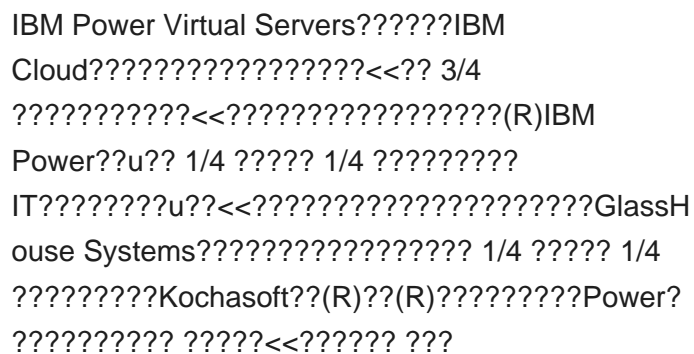 IBM Power Virtual Servers??????IBM
Cloud?????????????????<<?? 3/4
???????????<<?????????????????(R)IBM
Power??u?? 1/4 ????? 1/4 ?????????
IT????????u??<<?????????????????????GlassH
ouse Systems????????????????? 1/4 ????? 1/4
?????????Kochasoft??(R)??(R)?????????Power?
?????????? ?????<<?????? ???